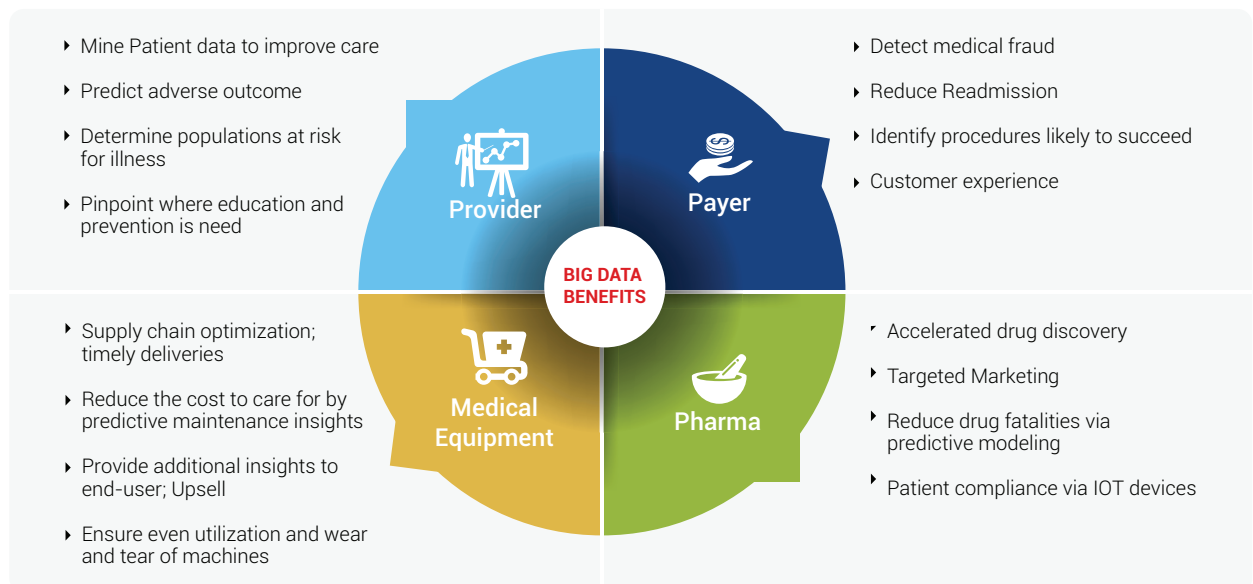 Mine Patient data to improve care
Predict adverse outcome
Determine populations at risk
for illness
Pinpoint where education and
prevention is need
Provider
Payer
Detect medical fraud
Reduce Readmission
Identify procedures likely to succeed
Customer experience
BIG DATA
BENEFITS
Supply chain optimization;
timely deliveries
Reduce the cost to care for by
predictive maintenance insights
Provide additional insights to
end-user; Upsell
Ensure even utilization and wear
and tear of machines
Medical
Equipment
Pharma
Accelerated drug discovery
Targeted Marketing
Reduce drug fatalities via
predictive modeling
Patient compliance via IOT devices